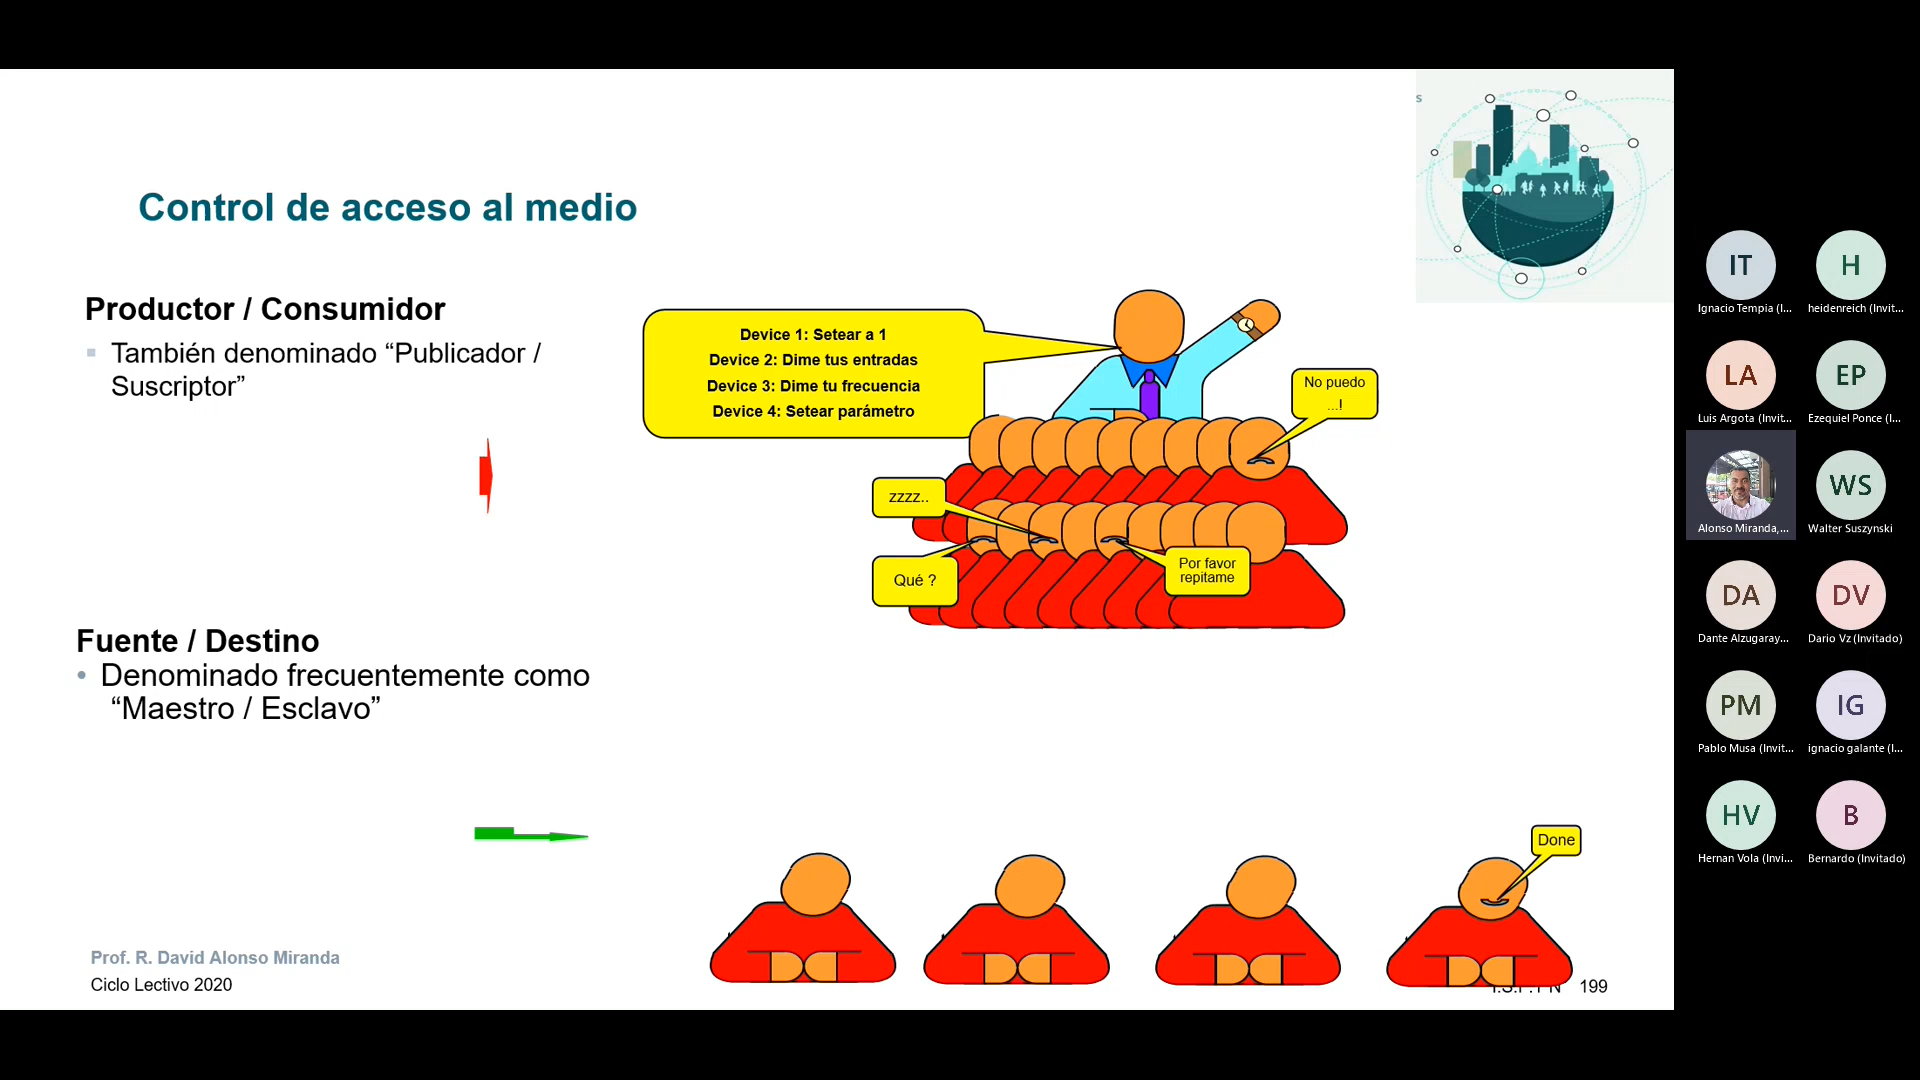 s
Control de acceso al medio
Productor / Consumidor
También denominado “Publicador /
Suscriptor”
Device 1: Setear a 1
Device 2: Dime tus entradas
Device 3: Dime tu frecuencia
Device 4: Setear parámetro
No puedo
...!
zzzz..
Qué ?
Por favor
repitame
Fuente / Destino
Denominado frecuentemente como
“Maestro / Esclavo”
Done
Prof. R. David Alonso Miranda
Ciclo Lectivo 2020
199
IT
Ignacio Tempia (I...
H
heidenreich (Invit...
LA
Luis Argota (Invit...
EP
Ezequiel Ponce (I...
Alonso Miranda,...
WS
Walter Suszynski
DA
Dante Alzugaray...
DV
Dario Vz (Invitado)
PM
Pablo Musa (Invit...
IG
ignacio galante (I...
HV
Hernan Vola (Invi...
B
Bernardo (Invitado)